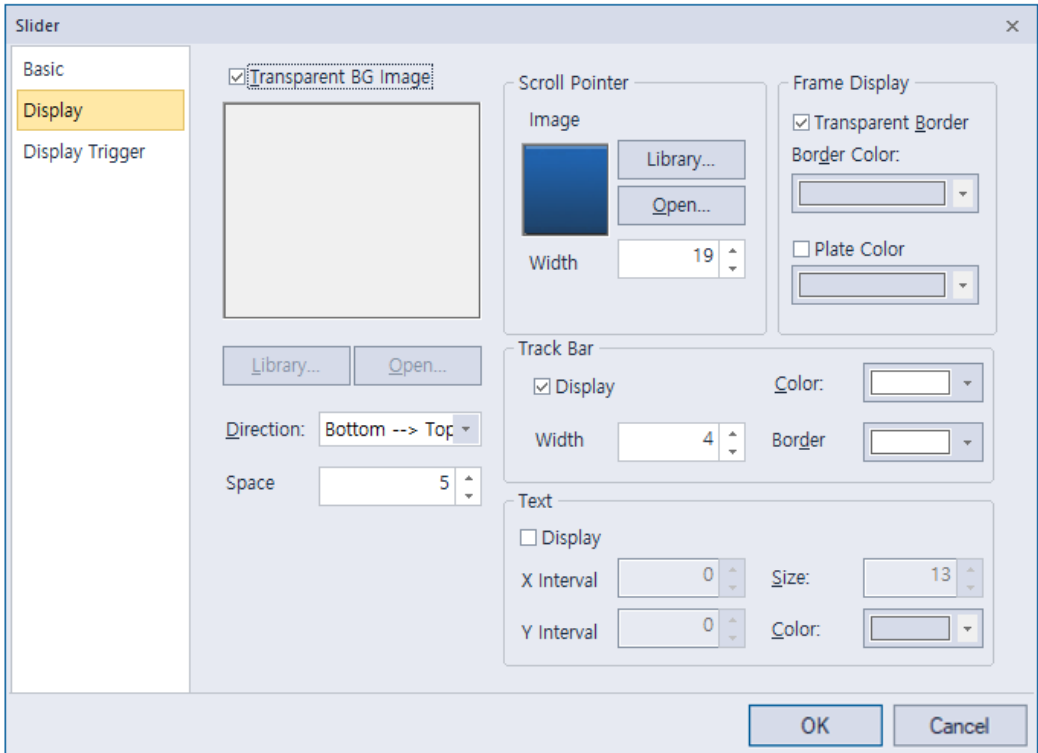 Slider
Basic
Display
Display Trigger
Transparent BG Image
Library...
Open...
Direction:
Bottom --> Top
Space
5
Scroll Pointer
Image
Library...
Open...
Width
19
Frame Display
Transparent Border
Border Color:
Plate Color
Track Bar
Display
Color:
Width
4
Border
Text
Display
X Interval
0
Size:
13
Y Interval
0
Color:
OK
Cancel